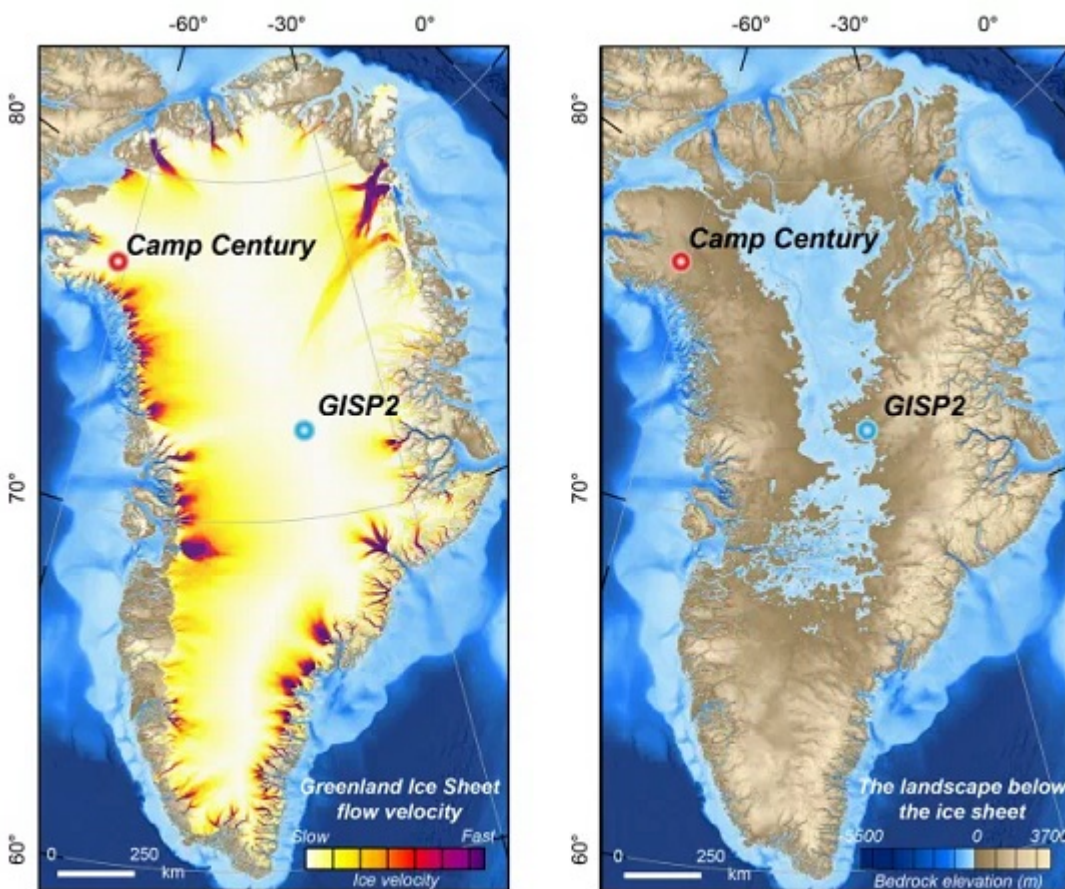 -60° -30° 0°
80°
70°
60°
Camp Century
GISP2
Greenland Ice Sheet
flow velocity
Slow Fast
Ice velocity
0 250
km
-60° -30° 0°
80°
70°
60°
Camp Century
GISP2
The landscape below
the ice sheet
-5500 0 3700
Bedrock elevation (m)
0 250
km